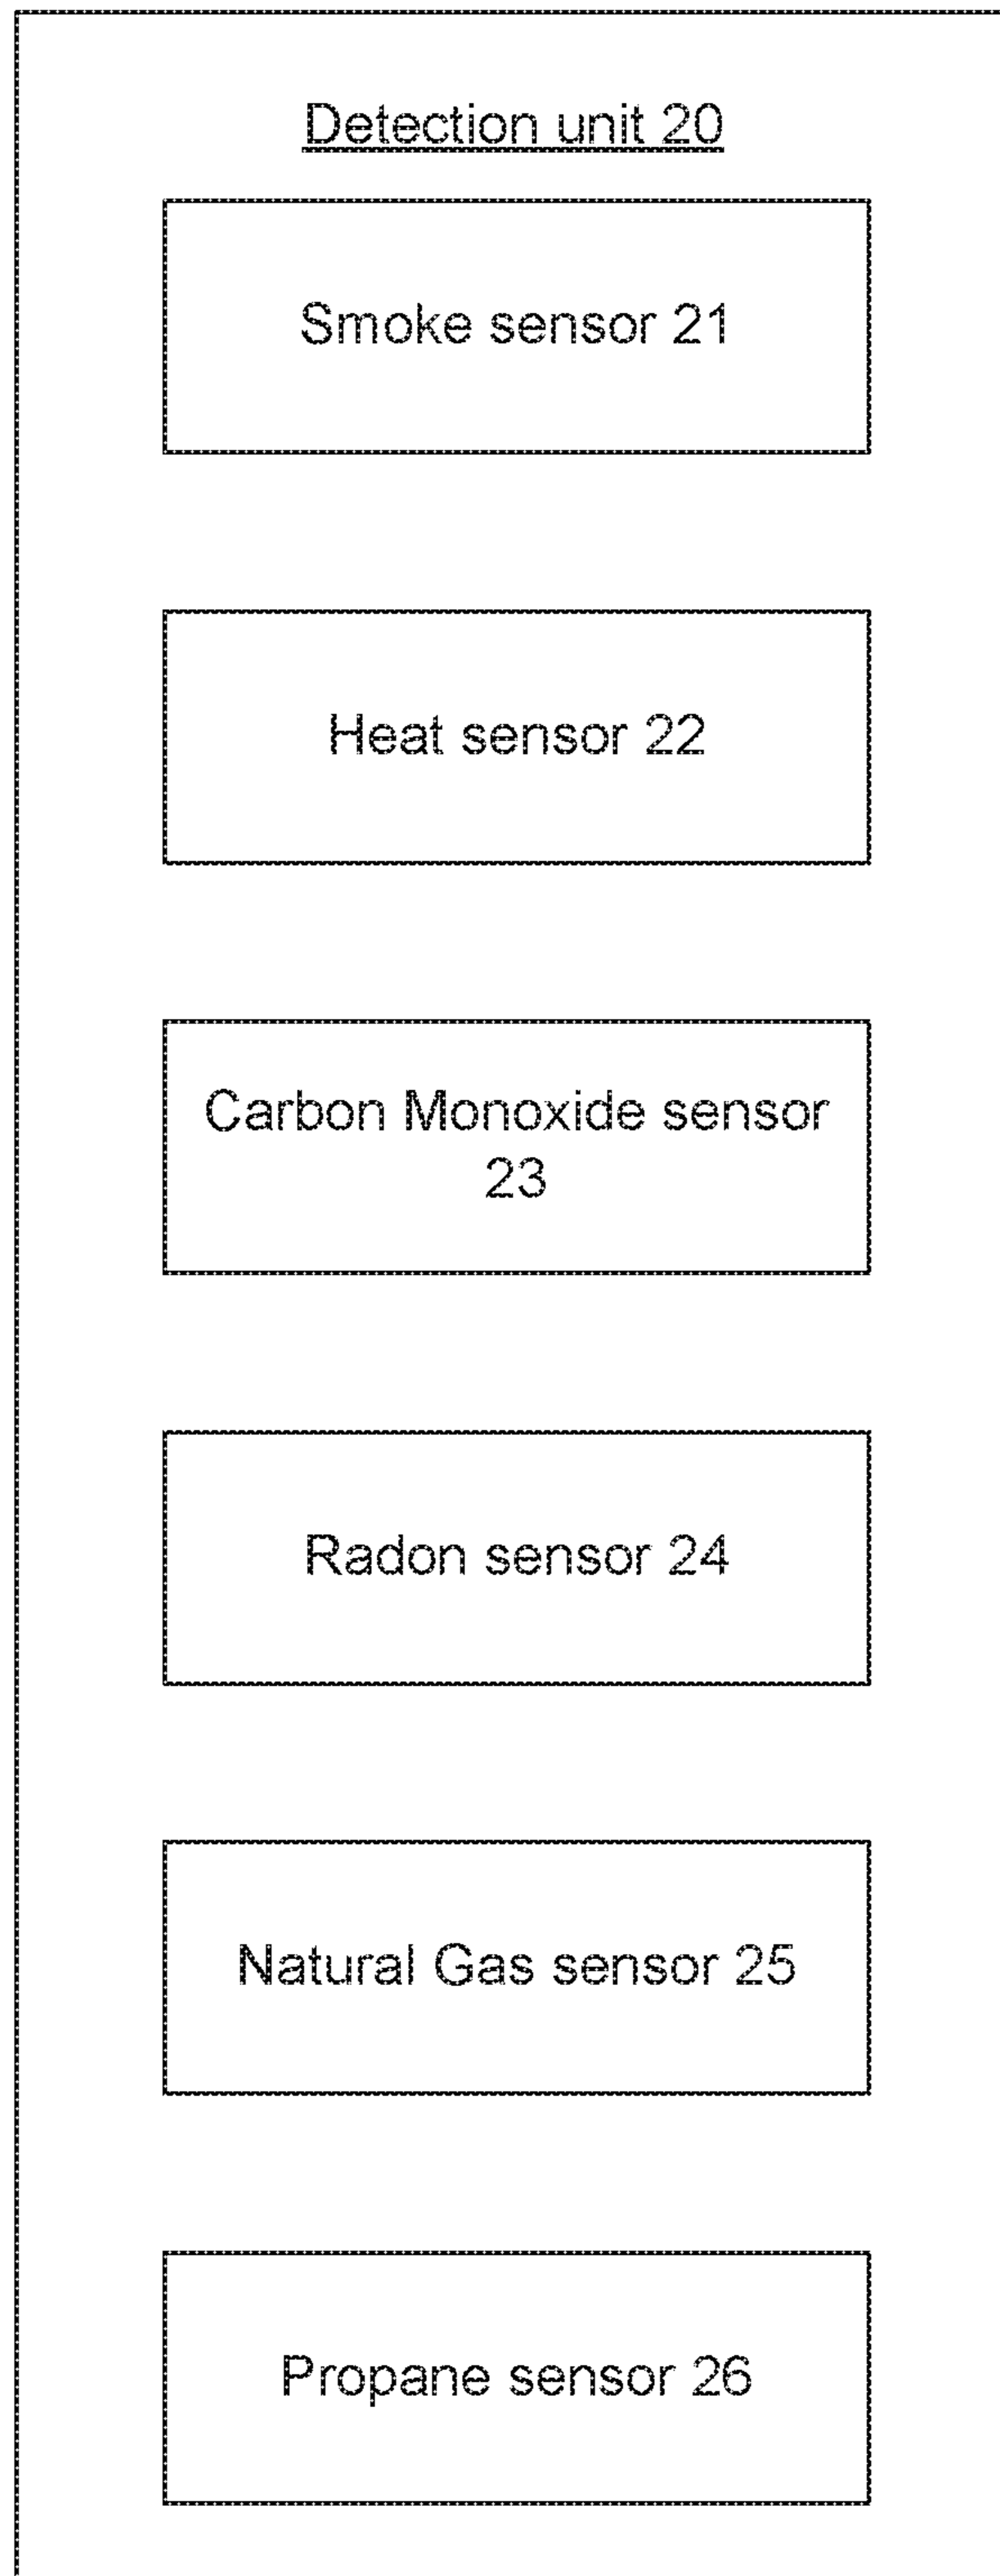 Detection unit 20
Smoke sensor 21
Heat sensor 22
Carbon Monoxide sensor
23
Radon sensor 24
Natural Gas sensor 25
Propane sensor 26